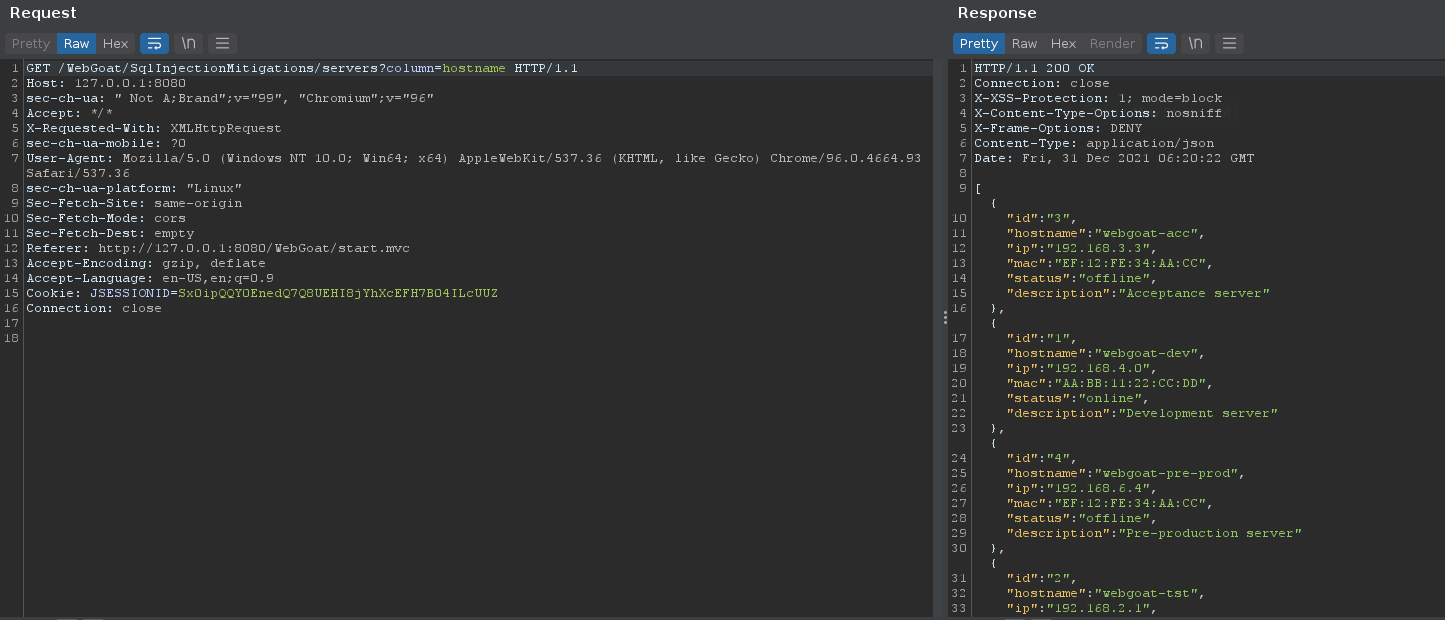 Request
Pretty Raw Hex \n
1 GET /WebGoat/SqlInjectionMitigations/servers?column=hostname HTTP/1.1
2 Host: 127.0.0.1:8080
3 sec-ch-ua: " Not A;Brand";v="99", "Chromium";v="96"
4 Accept: */*
5 X-Requested-With: XMLHttpRequest
6 sec-ch-ua-mobile: ?0
7 User-Agent: Mozilla/5.0 (Windows NT 10.0; Win64; x64) AppleWebKit/537.36 (KHTML, like Gecko) Chrome/96.0.4664.93
Safari/537.36
8 sec-ch-ua-platform: "Linux"
9 Sec-Fetch-Site: same-origin
10 Sec-Fetch-Mode: cors
11 Sec-Fetch-Dest: empty
12 Referer: http://127.0.0.1:8080/WebGoat/start.mvc
13 Accept-Encoding: gzip, deflate
14 Accept-Language: en-US,en;q=0.9
15 Cookie: JSESSIONID=
16 Connection: close
17
18
Response
Pretty Raw Hex Render \n
1 HTTP/1.1 200 OK
2 Connection: close
3 X-XSS-Protection: 1; mode=block
4 X-Content-Type-Options: nosniff
5 X-Frame-Options: DENY
6 Content-Type: application/json
7 Date: Fri, 31 Dec 2021 06:20:22 GMT
8
9 [
{
10 "id":"3",
11 "hostname":"webgoat-acc",
12 "ip":"192.168.3.3",
13 "mac":"EF:12:FE:34:AA:CC",
14 "status":"offline",
15 "description":"Acceptance server"
16 },
{
17 "id":"1",
18 "hostname":"webgoat-dev",
19 "ip":"192.168.4.0",
20 "mac":"AA:BB:11:22:CC:DD",
21 "status":"online",
22 "description":"Development server"
23 },
{
24 "id":"4",
25 "hostname":"webgoat-pre-prod",
26 "ip":"192.168.6.4",
27 "mac":"EF:12:FE:34:AA:CC",
28 "status":"offline",
29 "description":"Pre-production server"
30 },
{
31 "id":"2",
32 "hostname":"webgoat-tst",
33 "ip":"192.168.2.1",